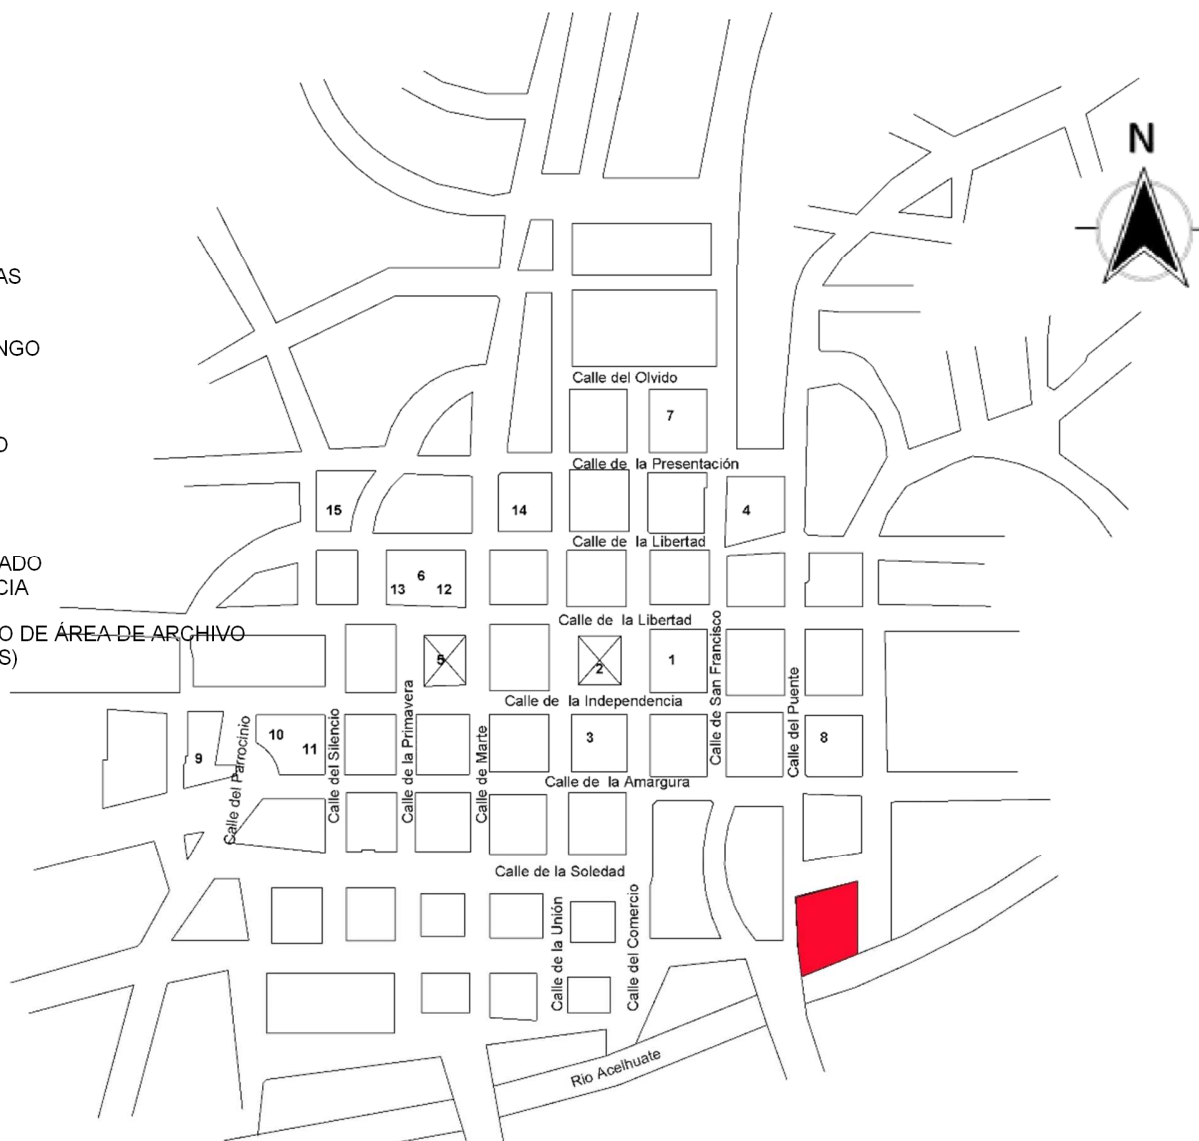 N
AS
NGO
Calle del Olvido
7
O
Calle de la Presentación
15
14
4
Calle de la Libertad
ADO
6
CIA
13
12
Calle de la Libertad
O DE ÁREA DE ARCHIVO
S)
5
2
1
Calle de San Francisco
Calle de la Independencia
Calle del Puente
10
11
3
8
9
Calle del Parrocinio
Calle del Silencio
Calle de la Primavera
Calle de Marte
Calle de la Amargura
Calle de la Soledad
Calle de la Unión
Calle del Comercio
Rio Acelhuate